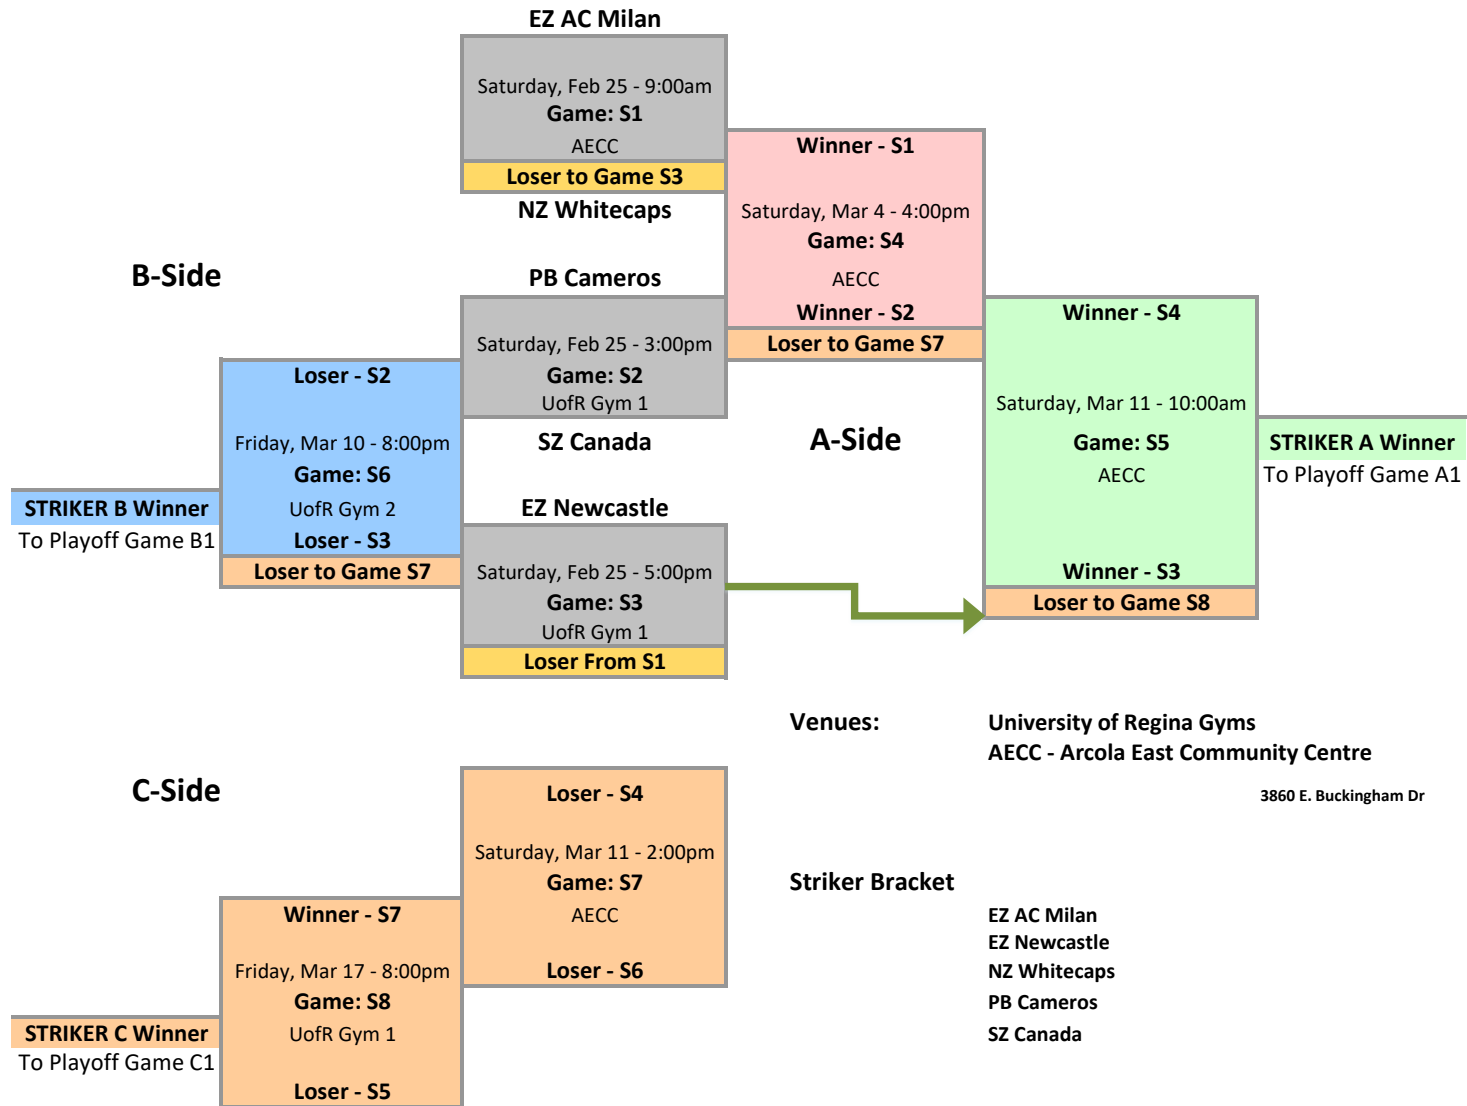 EZ AC Milan
Saturday, Feb 25 - 9:00am
Game: S1
AECC
Loser to Game S3
NZ Whitecaps
Winner - S1
Saturday, Mar 4 - 4:00pm
Game: S4
AECC
Winner - S2
Loser to Game S7
B-Side
PB Cameros
Saturday, Feb 25 - 3:00pm
Game: S2
UofR Gym 1
SZ Canada
A-Side
Winner - S4
Saturday, Mar 11 - 10:00am
Game: S5
AECC
Winner - S3
Loser to Game S8
STRIKER A Winner
To Playoff Game A1
Loser - S2
Friday, Mar 10 - 8:00pm
Game: S6
UofR Gym 2
Loser - S3
Loser to Game S7
STRIKER B Winner
To Playoff Game B1
EZ Newcastle
Saturday, Feb 25 - 5:00pm
Game: S3
UofR Gym 1
Loser From S1
Venues:
University of Regina Gyms
AECC - Arcola East Community Centre
3860 E. Buckingham Dr
C-Side
Loser - S4
Saturday, Mar 11 - 2:00pm
Game: S7
AECC
Loser - S6
Winner - S7
Friday, Mar 17 - 8:00pm
Game: S8
UofR Gym 1
Loser - S5
STRIKER C Winner
To Playoff Game C1
Striker Bracket
EZ AC Milan
EZ Newcastle
NZ Whitecaps
PB Cameros
SZ Canada